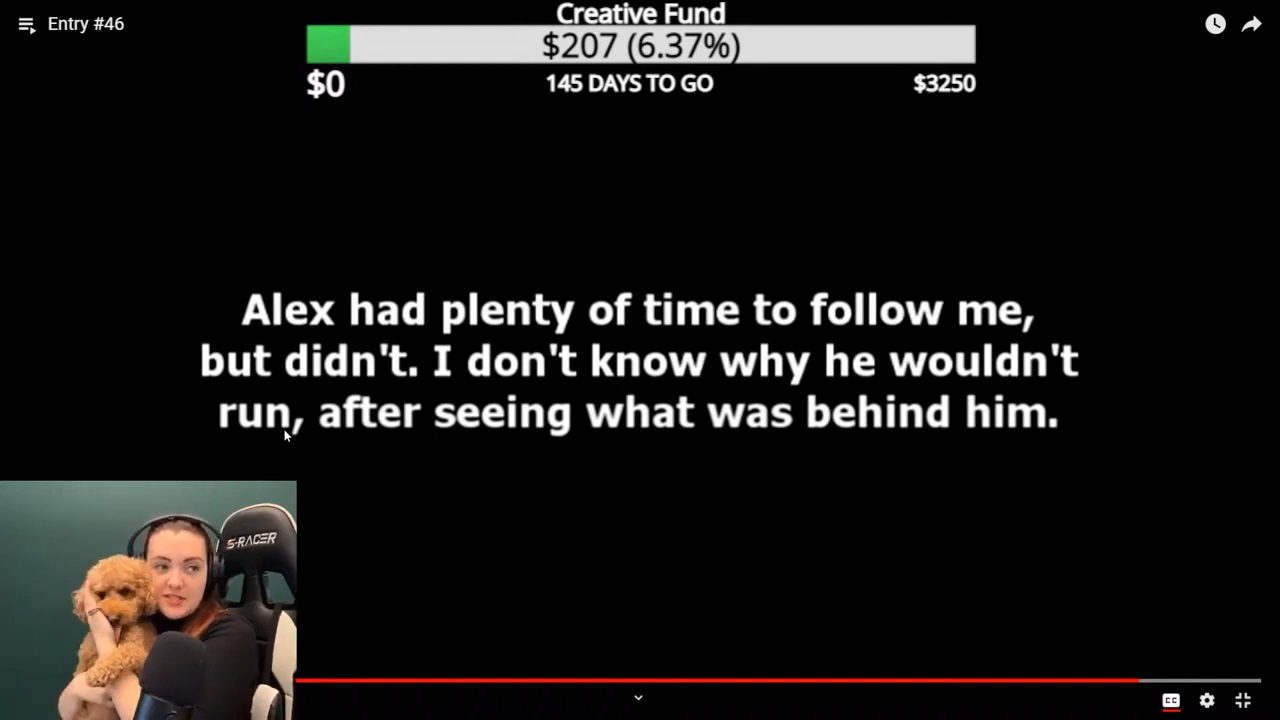 Entry #46
Creative Fund
$207 (6.37%)
$0
145 DAYS TO GO
$3250
Alex had plenty of time to follow me,
but didn't. I don't know why he wouldn't
run, after seeing what was behind him.
S-RACER
CC